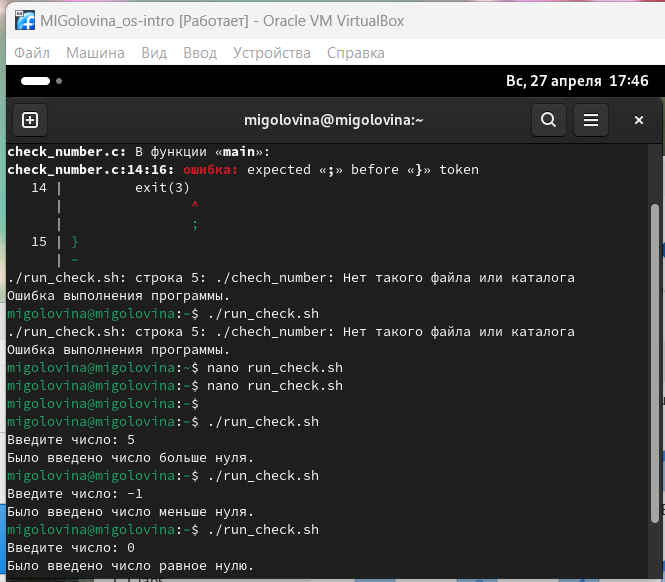 MIGolovina_os-intro [Работает] - Oracle VM VirtualBox
Файл Машина Вид Ввод Устройства Справка
Вс, 27 апреля 17:46
migolovina@migolovina:~
check_number.c: В функции «main»:
check_number.c:14:16: ошибка: expected «;» before «}» token
14 | exit(3)
| ^
| ;
15 | }
| ~
./run_check.sh: строка 5: ./chech_number: Нет такого файла или каталога
Ошибка выполнения программы.
migolovina@migolovina:~$ ./run_check.sh
./run_check.sh: строка 5: ./chech_number: Нет такого файла или каталога
Ошибка выполнения программы.
migolovina@migolovina:~$ nano run_check.sh
migolovina@migolovina:~$ nano run_check.sh
migolovina@migolovina:~$
migolovina@migolovina:~$ ./run_check.sh
Введите число: 5
Было введено число больше нуля.
migolovina@migolovina:~$ ./run_check.sh
Введите число: -1
Было введено число меньше нуля.
migolovina@migolovina:~$ ./run_check.sh
Введите число: 0
Было введено число равное нулю.